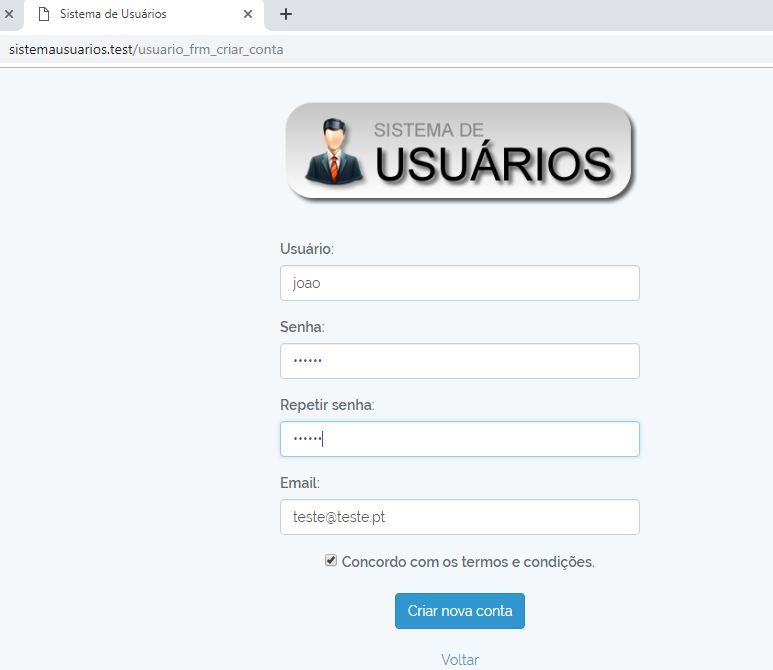 Sistema de Usuários
sistemausuarios.test/usuario_frm_criar_conta
SISTEMA DE
USUÁRIOS
Usuário:
joao
Senha:
••••••
Repetir senha:
••••••
Email:
teste@teste.pt
Concordo com os termos e condições.
Criar nova conta
Voltar